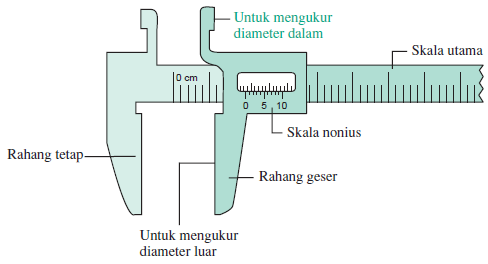 Untuk mengukur
diameter dalam
Skala utama
0 cm
0 5 10
Skala nonius
Rahang tetap
Rahang geser
Untuk mengukur
diameter luar